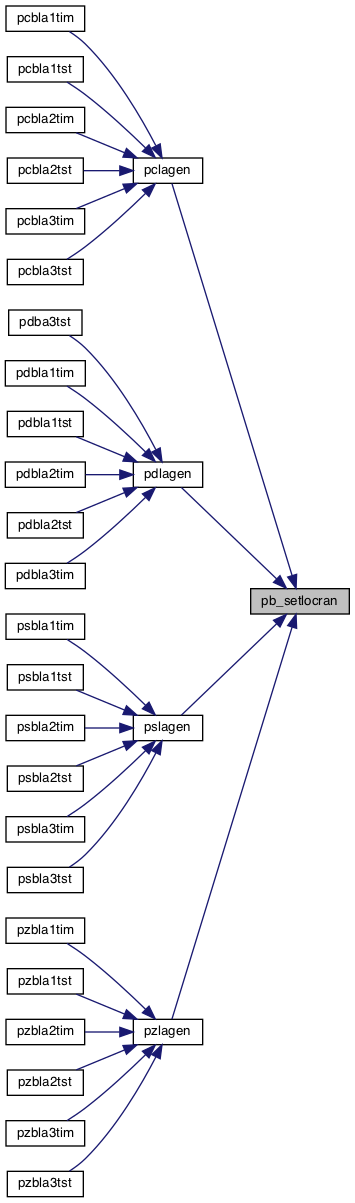 pcbla1tim
pcbla1tst
pcbla2tim
pcbla2tst
pclagen
pcbla3tim
pcbla3tst
pdba3tst
pdbla1tim
pdbla1tst
pdbla2tim
pdlagen
pdbla2tst
pdbla3tim
pb_setlocran
psbla1tim
psbla1tst
psbla2tim
pslagen
psbla2tst
psbla3tim
psbla3tst
pzbla1tim
pzbla1tst
pzbla2tim
pzlagen
pzbla2tst
pzbla3tim
pzbla3tst